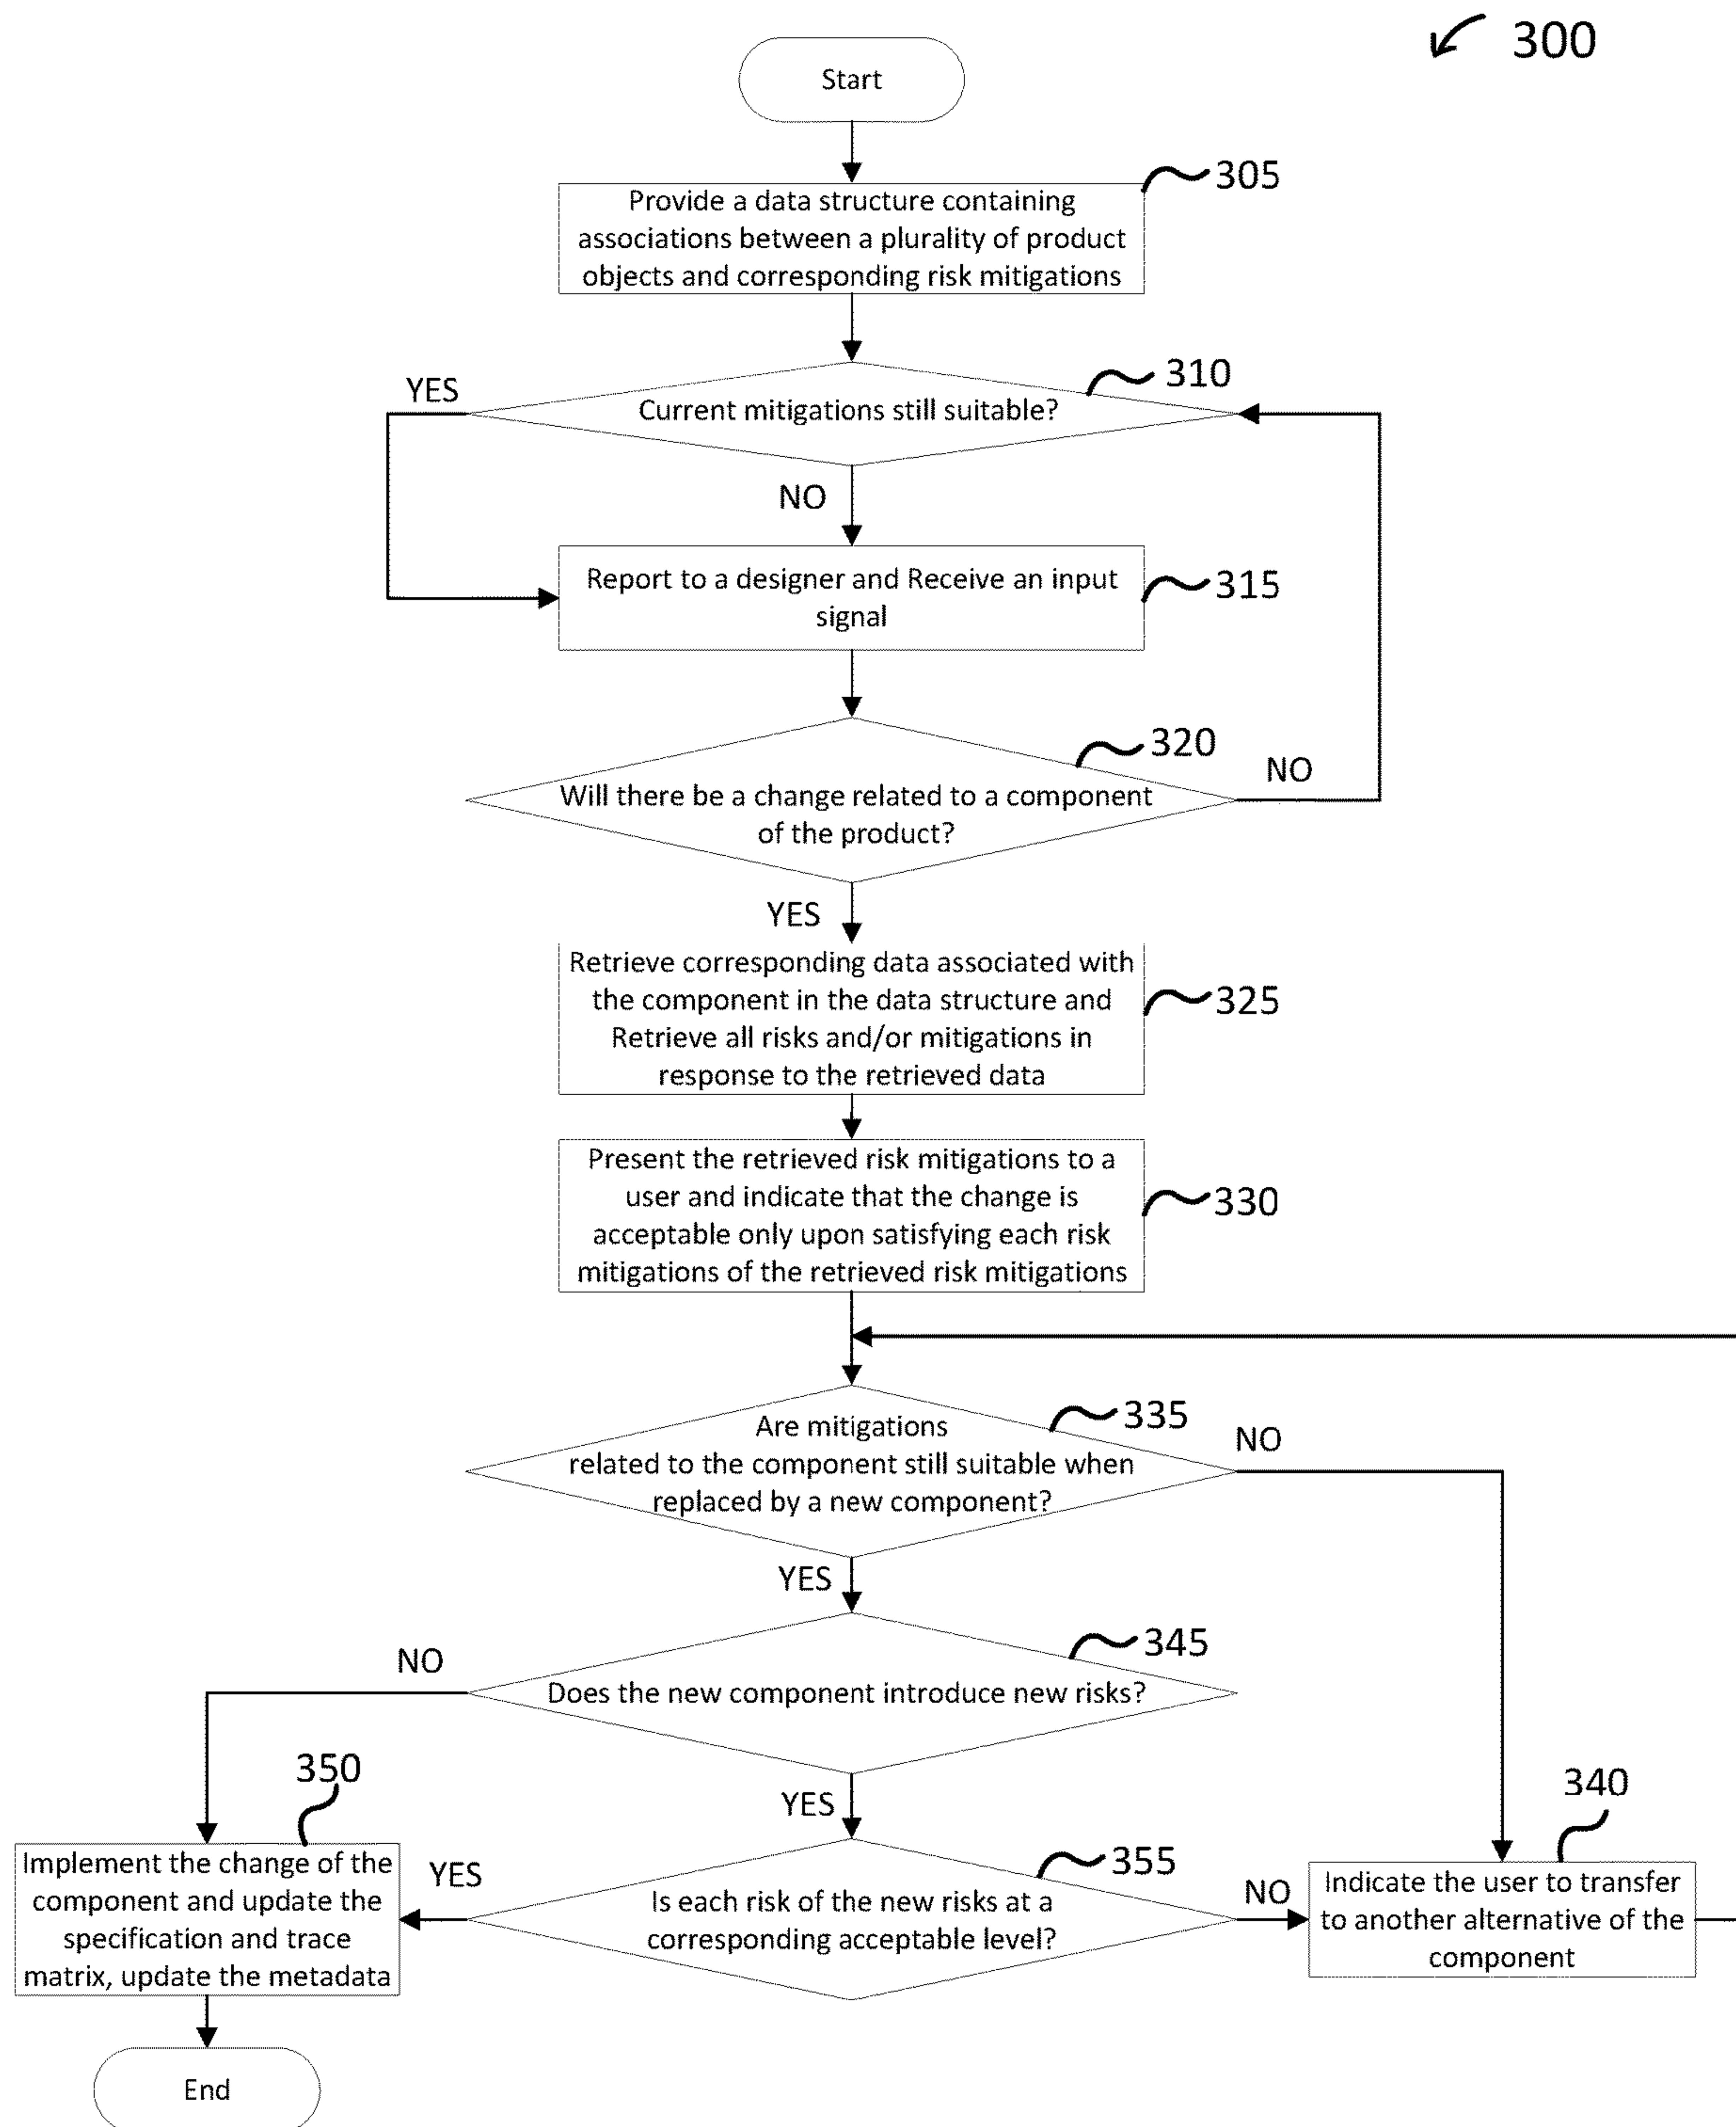 300
Start
305
Provide a data structure containing
associations between a plurality of product
objects and corresponding risk mitigations
310
YES
Current mitigations still suitable?
NO
Report to a designer and Receive an input
signal
315
320
NO
Will there be a change related to a component
of the product?
YES
Retrieve corresponding data associated with
the component in the data structure and
Retrieve all risks and/or mitigations in
response to the retrieved data
325
Present the retrieved risk mitigations to a
user and indicate that the change is
acceptable only upon satisfying each risk
mitigations of the retrieved risk mitigations
330
335
Are mitigations
related to the component still suitable when
replaced by a new component?
NO
YES
345
NO
Does the new component introduce new risks?
YES
350
340
Implement the change of the
component and update the
specification and trace
matrix, update the metadata
YES
355
Is each risk of the new risks at a
corresponding acceptable level?
NO
Indicate the user to transfer
to another alternative of the
component
End